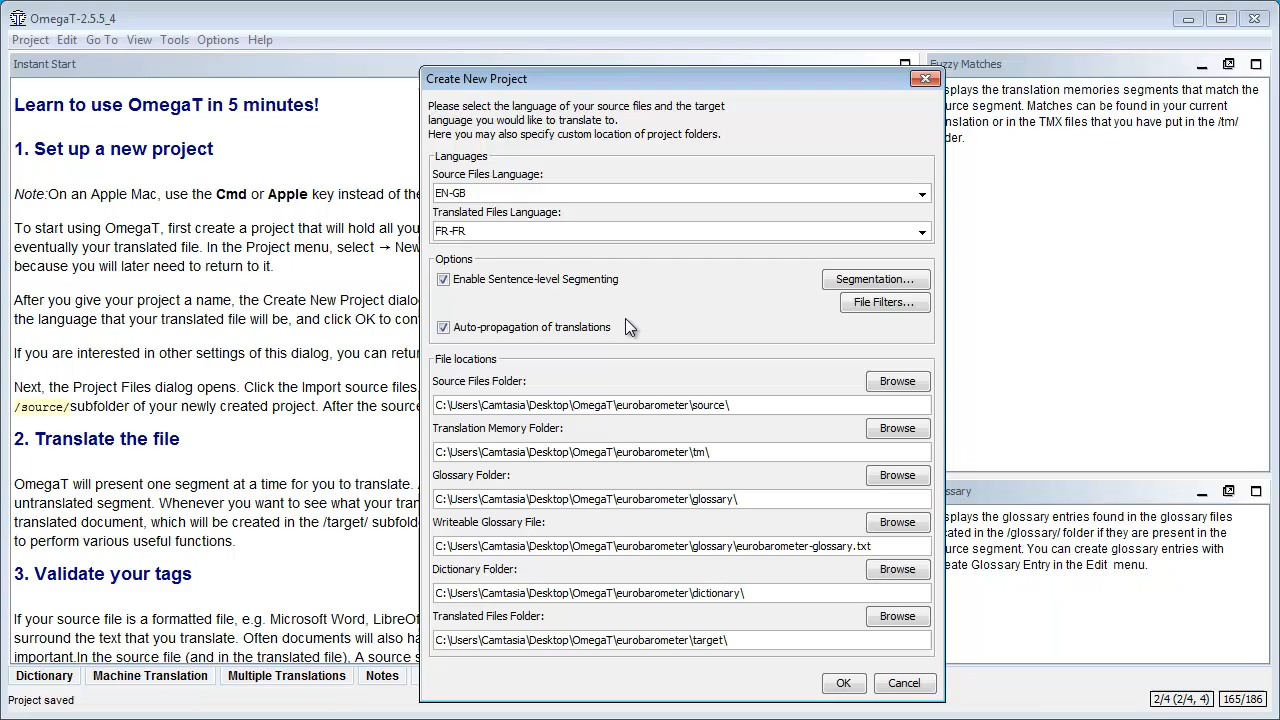 OmegaT-2.5.5_4
Project Edit Go To View Tools Options Help
Instant Start
Learn to use OmegaT in 5 minutes!
1. Set up a new project
Note:On an Apple Mac, use the Cmd or Apple key instead of the
To start using OmegaT, first create a project that will hold all
eventually your translated file. In the Project menu, select → New
because you will later need to return to it.
After you give your project a name, the Create New Project
the language that your translated file will be, and click OK to
If you are interested in other settings of this dialog, you can
Next, the Project Files dialog opens. Click the Import source files,
/source/subfolder of your newly created project. After the source
2. Translate the file
OmegaT will present one segment at a time for you to translate.
untranslated segment. Whenever you want to see what your
translated document, which will be created in the /target/
to perform various useful functions.
3. Validate your tags
If your source file is a formatted file, e.g. Microsoft Word,
surround the text that you translate. Often documents will also
important.In the source file (and in the translated file). A source
Create New Project
Please select the language of your source files and the target
language you would like to translate to.
Here you may also specify custom location of project folders.
Languages
Source Files Language:
EN-GB
Translated Files Language:
FR-FR
Options
Enable Sentence-level Segmenting
Segmentation...
File Filters...
Auto-propagation of translations
File locations
Source Files Folder:
Browse
C:\Users\Camtasia\Desktop\OmegaT\eurobarometer\source\
Translation Memory Folder:
Browse
C:\Users\Camtasia\Desktop\OmegaT\eurobarometer\tm\
Glossary Folder:
Browse
C:\Users\Camtasia\Desktop\OmegaT\eurobarometer\glossary\
Writeable Glossary File:
Browse
C:\Users\Camtasia\Desktop\OmegaT\eurobarometer\glossary\eurobarometer-glossary.txt
Dictionary Folder:
Browse
C:\Users\Camtasia\Desktop\OmegaT\eurobarometer\dictionary\
Translated Files Folder:
Browse
C:\Users\Camtasia\Desktop\OmegaT\eurobarometer\target\
OK
Cancel
Fuzzy Matches
the translation memories segments that match the
segment. Matches can be found in your current
or in the TMX files that you have put in the /tm/
the glossary entries found in the glossary files
in the /glossary/ folder if they are present in the
segment. You can create glossary entries with
Glossary Entry in the Edit menu.
Dictionary Machine Translation Multiple Translations Notes
Project saved
2/4 (2/4, 4) 165/186